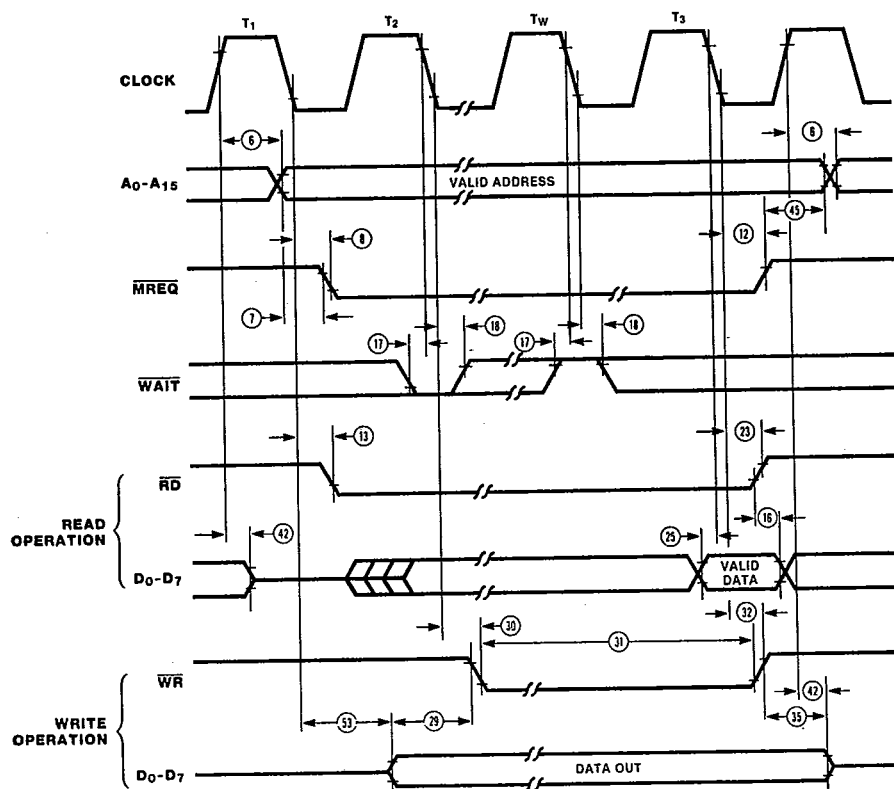 T1 T2 TW T3
CLOCK
6 6
A0-A15 VALID ADDRESS
45
8 12
MREQ
7
17 18 17 18
WAIT
13 23
RD
READ OPERATION
42 25 16
D0-D7 VALID DATA
30 31 32
WR
42
WRITE OPERATION
53 29 35
D0-D7 DATA OUT